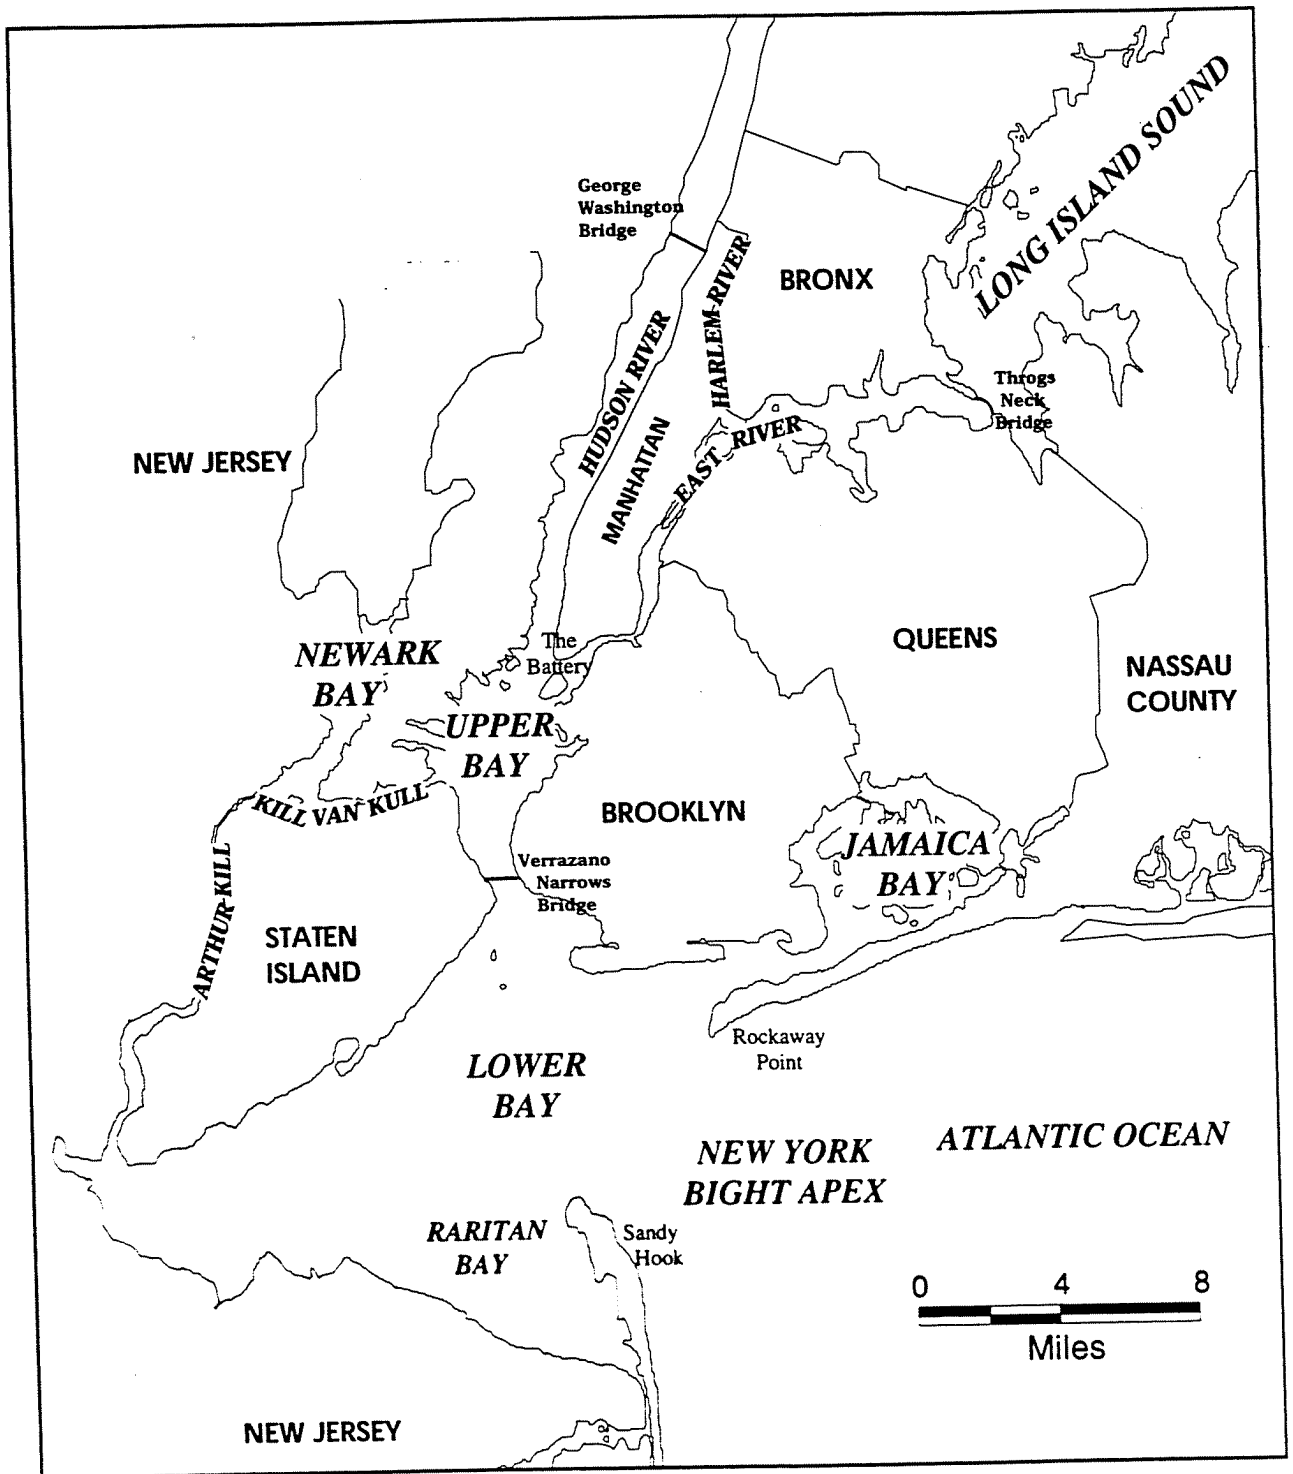 LONG ISLAND SOUND
George
Washington
Bridge
HARLEM RIVER
BRONX
HUDSON RIVER
Throgs
Neck
Bridge
NEW JERSEY
MANHATTAN
EAST RIVER
The
Battery
NEWARK
BAY
QUEENS
NASSAU
COUNTY
UPPER
BAY
KILL VAN KULL
BROOKLYN
JAMAICA
BAY
Verrazano
Narrows
Bridge
ARTHUR KILL
STATEN
ISLAND
Rockaway
Point
LOWER
BAY
NEW YORK
BIGHT APEX
ATLANTIC OCEAN
RARITAN
BAY
Sandy
Hook
0 4 8
Miles
NEW JERSEY